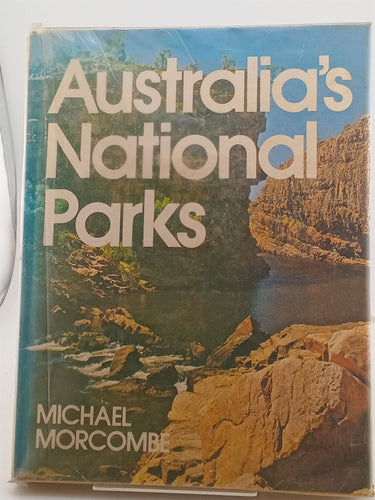 Australia's
National
Parks
MICHAEL
MORCOMBE